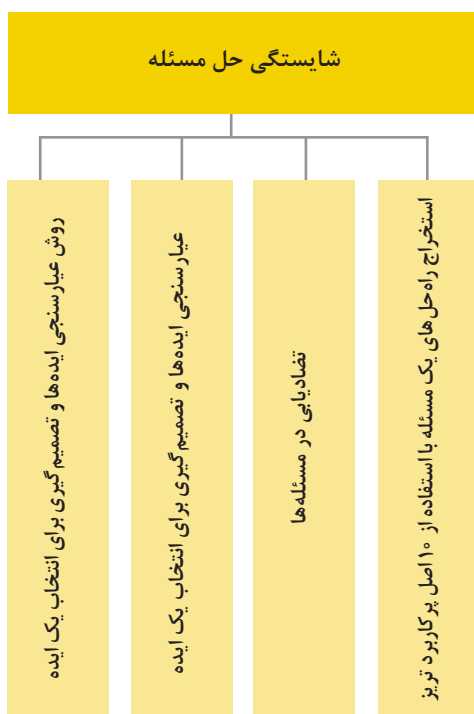 شایستگی حل مسئله
استخراج راه‌حل‌های یک مسئله با استفاده از ۱۰ اصل پرکاربرد تریز
تضادیابی در مسئله‌ها
عیارسنجی ایده‌ها و تصمیم‌گیری برای انتخاب یک ایده
روش عیارسنجی ایده‌ها و تصمیم‌گیری برای انتخاب یک ایده